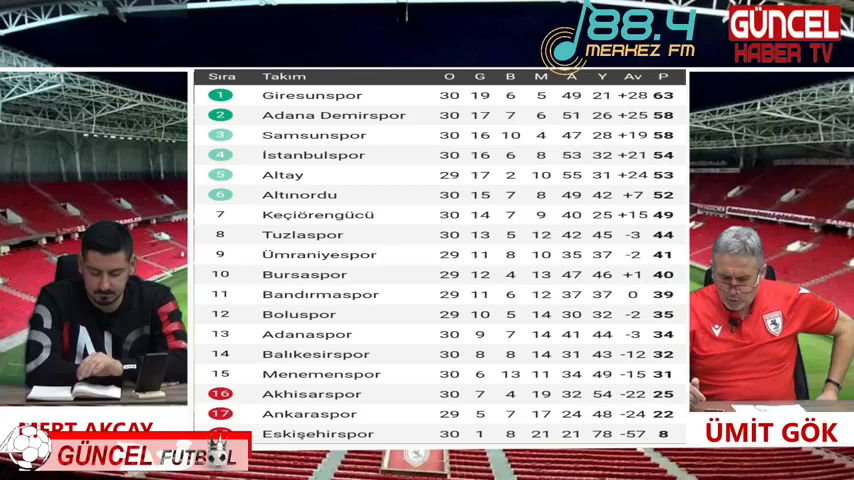 88.4
MERKEZ FM
GÜNCEL
HABER TV
Sıra Takım O G B M A Y Av P
1 Giresunspor 30 19 6 5 49 21 +28 63
2 Adana Demirspor 30 17 7 6 51 26 +25 58
3 Samsunspor 30 16 10 4 47 28 +19 58
4 İstanbulspor 30 16 6 8 53 32 +21 54
5 Altay 29 17 2 10 55 31 +24 53
6 Altınordu 30 15 7 8 49 42 +7 52
7 Keçiörengücü 30 14 7 9 40 25 +15 49
8 Tuzlaspor 30 13 5 12 42 45 -3 44
9 Ümraniyespor 29 11 8 10 35 37 -2 41
10 Bursaspor 29 12 4 13 47 46 +1 40
11 Bandırmaspor 29 11 6 12 37 37 0 39
12 Boluspor 29 10 5 14 30 32 -2 35
13 Adanaspor 30 9 7 14 41 44 -3 34
14 Balıkesirspor 30 8 8 14 31 43 -12 32
15 Menemenspor 30 6 13 11 34 49 -15 31
16 Akhisarspor 30 7 4 19 32 54 -22 25
17 Ankaraspor 29 5 7 17 24 48 -24 22
Eskişehirspor 30 1 8 21 21 78 -57 8
MERT AKÇAY
ÜMİT GÖK
GÜNCEL FUTBOL